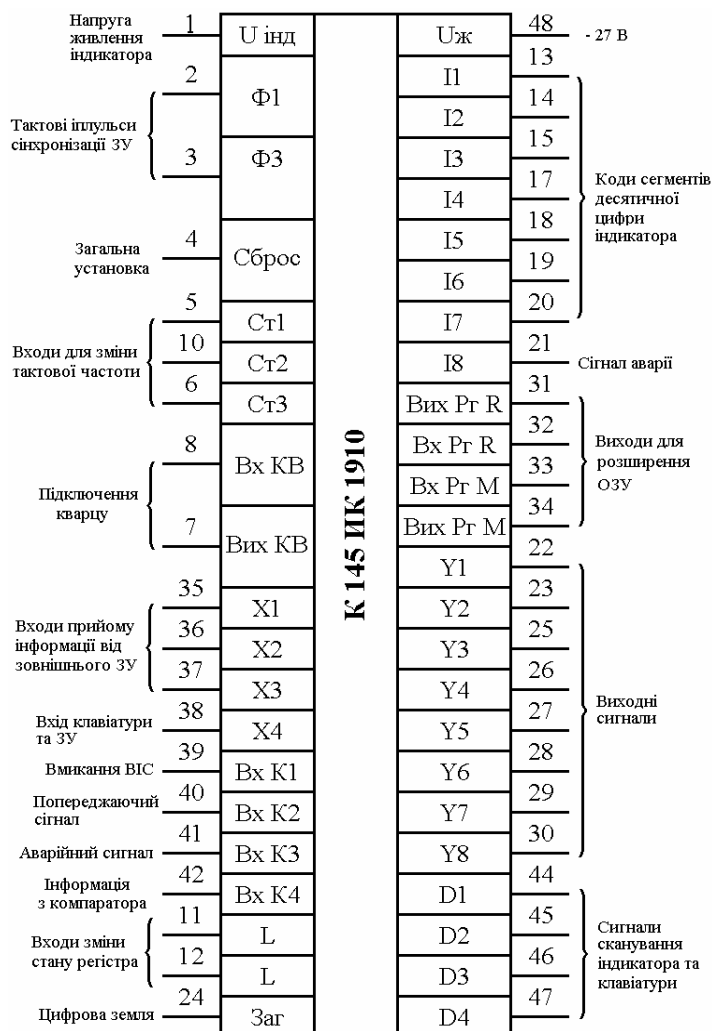 Напруга
живлення
індикатора
1
U інд
Uж
48
- 27 В
2
Ф1
Тактові іплульси
сінхронізації ЗУ
3
Ф3
4
Сброс
Загальна
установка
5
Ст1
10
Ст2
Входи для зміни
тактової частоти
6
Ст3
8
Вх КВ
Підключення
кварцу
7
Вих КВ
35
X1
36
X2
Входи прийому
інформації від
зовнішнього ЗУ
37
X3
38
X4
Вхід клавіатури
та ЗУ
39
Вх К1
Вмикання ВІС
40
Вх К2
Попереджаючий
сігнал
41
Вх К3
Аварійний сигнал
42
Вх К4
Інформація
з компаратора
11
L
Входи зміни
стану регістра
12
L
24
Заг
Цифрова земля
К 145 ИК 1910
13
I1
14
I2
15
I3
17
I4
Коди сегментів
десятичної
цифри
індикатора
18
I5
19
I6
20
I7
21
I8
Сігнал аварії
31
Вих Рг R
32
Вх Рг R
Виходи для
розширення
ОЗУ
33
Вх Рг М
34
Вих Рг М
22
Y1
23
Y2
25
Y3
26
Y4
Виходні
сигнали
27
Y5
28
Y6
29
Y7
30
Y8
44
D1
45
D2
Сигнали
сканування
індикатора та
клавіатури
46
D3
47
D4